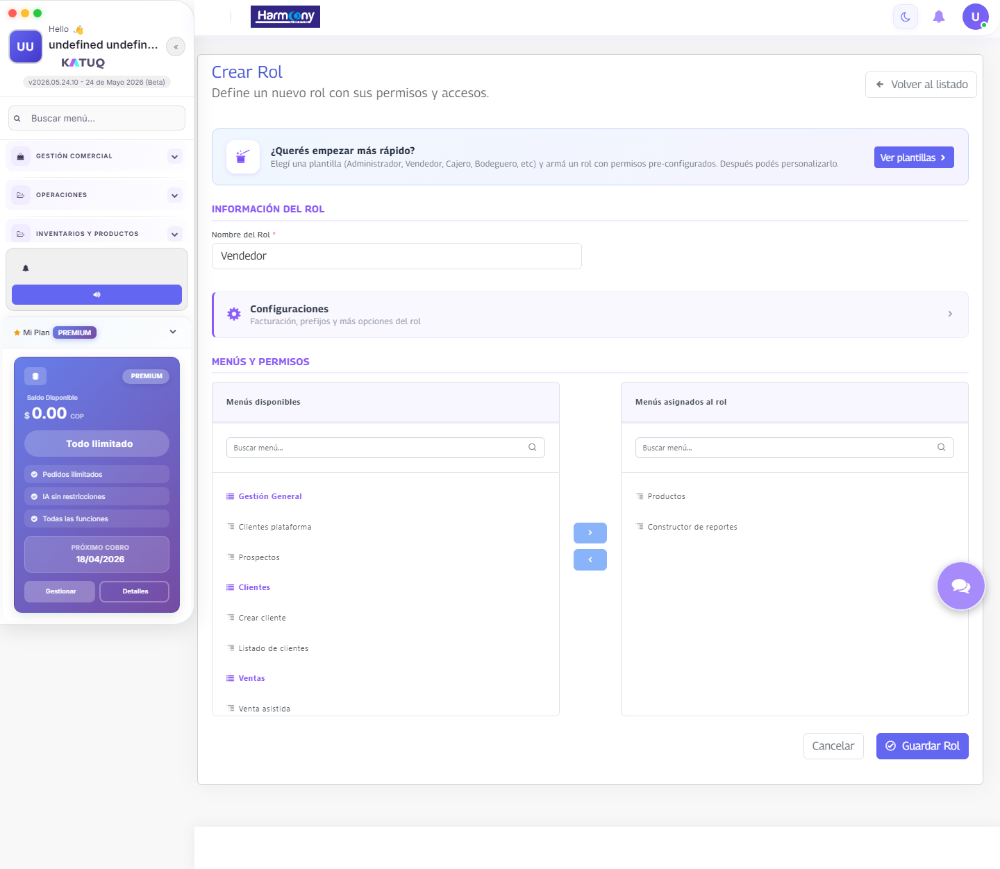 Hello 👋
UU
undefined undefin...
«
KATUQ
v2026.05.24.10 - 24 de Mayo 2026 (Beta)
Buscar menú...
GESTIÓN COMERCIAL
OPERACIONES
INVENTARIOS Y PRODUCTOS
Mi Plan PREMIUM
PREMIUM
Saldo Disponible
$ 0.00 COP
Todo Ilimitado
Pedidos ilimitados
IA sin restricciones
Todas las funciones
PRÓXIMO COBRO
18/04/2026
Gestionar
Detalles
Harmony
U
Crear Rol
Define un nuevo rol con sus permisos y accesos.
Volver al listado
¿Querés empezar más rápido?
Elegí una plantilla (Administrador, Vendedor, Cajero, Bodeguero, etc) y armá un rol con permisos pre-configurados. Después podés personalizarlo.
Ver plantillas
INFORMACIÓN DEL ROL
Nombre del Rol *
Vendedor
Configuraciones
Facturación, prefijos y más opciones del rol
MENÚS Y PERMISOS
Menús disponibles
Buscar menú...
Gestión General
Clientes plataforma
Prospectos
Clientes
Crear cliente
Listado de clientes
Ventas
Venta asistida
Menús asignados al rol
Buscar menú...
Productos
Constructor de reportes
Cancelar
Guardar Rol